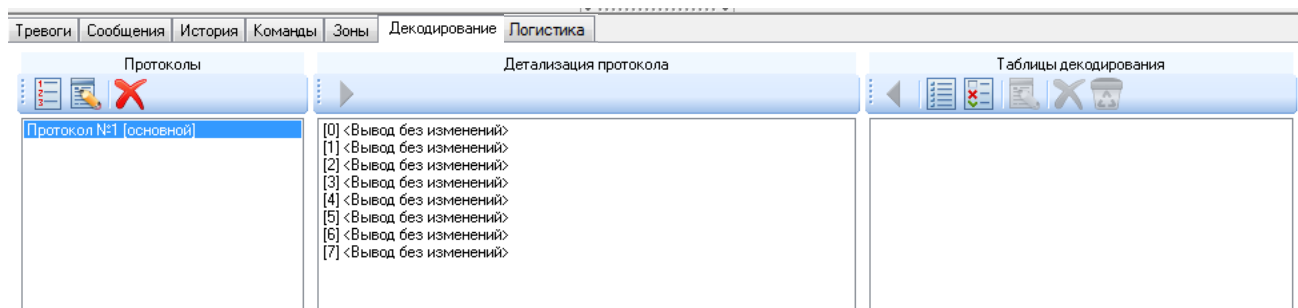 Тревоги Сообщения История Команды Зоны Декодирование Логистика
Протоколы Детализация протокола Таблицы декодирования
Протокол №1 [основной]
[0] <Вывод без изменений>
[1] <Вывод без изменений>
[2] <Вывод без изменений>
[3] <Вывод без изменений>
[4] <Вывод без изменений>
[5] <Вывод без изменений>
[6] <Вывод без изменений>
[7] <Вывод без изменений>